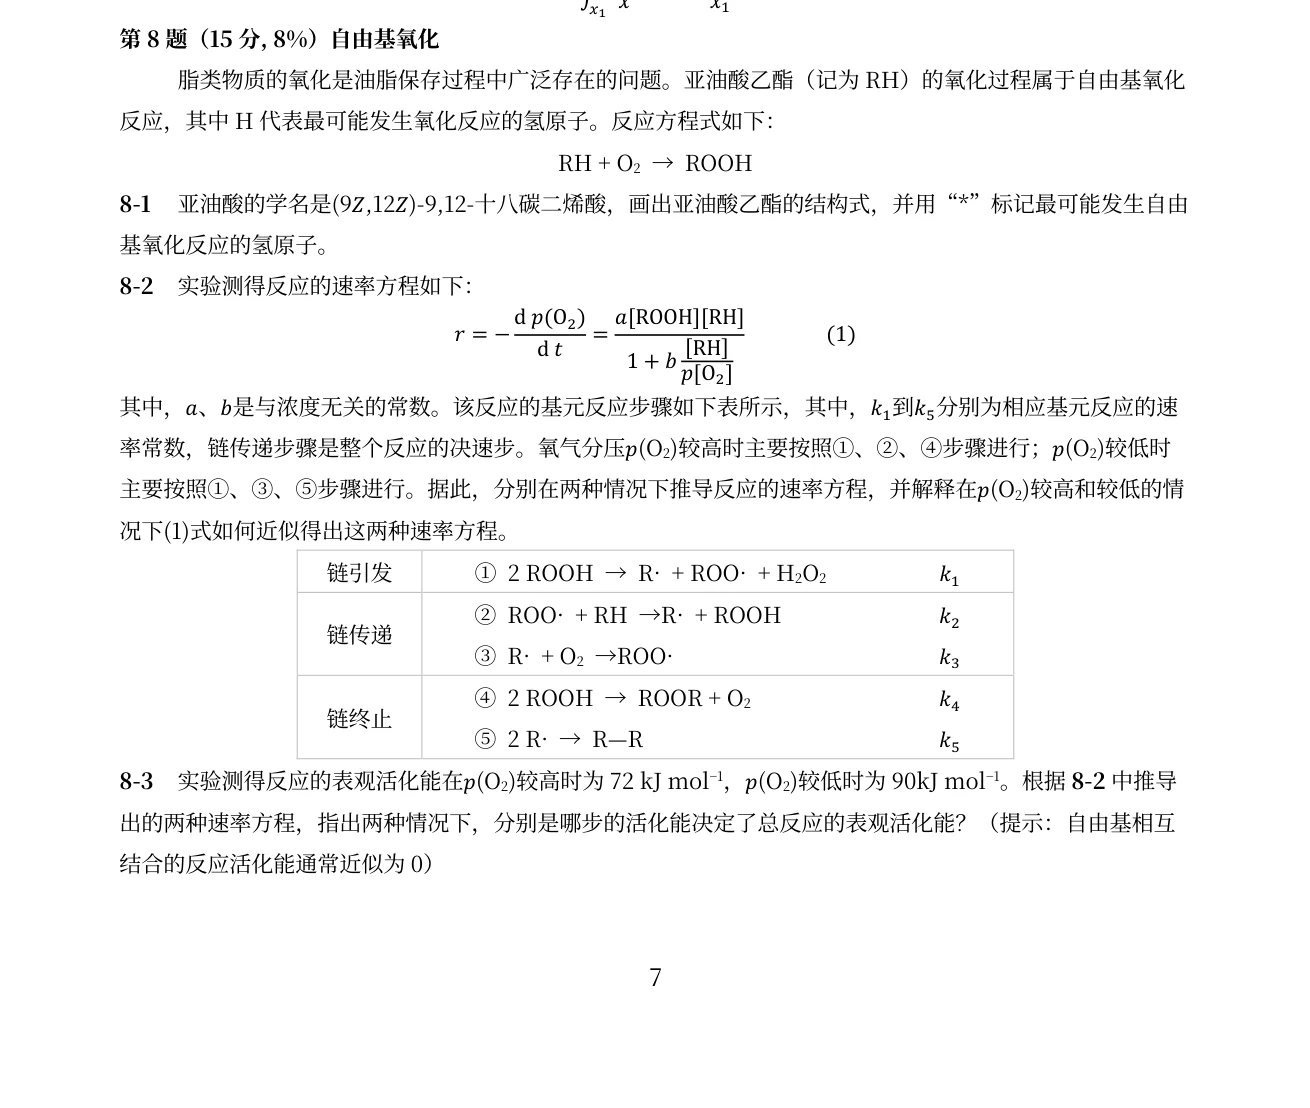 ∫x₁ x x₁
第 8 题（15 分, 8%）自由基氧化
脂类物质的氧化是油脂保存过程中广泛存在的问题。亚油酸乙酯（记为 RH）的氧化过程属于自由基氧化
反应，其中 H 代表最可能发生氧化反应的氢原子。反应方程式如下：
RH + O₂ → ROOH
8-1 亚油酸的学名是(9Z,12Z)-9,12-十八碳二烯酸，画出亚油酸乙酯的结构式，并用“*”标记最可能发生自由
基氧化反应的氢原子。
8-2 实验测得反应的速率方程如下：
r = − d p(O₂) / d t = a[ROOH][RH] / (1 + b [RH] / p[O₂]) (1)
其中，a、b是与浓度无关的常数。该反应的基元反应步骤如下表所示，其中，k₁到k₅分别为相应基元反应的速
率常数，链传递步骤是整个反应的决速步。氧气分压p(O₂)较高时主要按照①、②、④步骤进行；p(O₂)较低时
主要按照①、③、⑤步骤进行。据此，分别在两种情况下推导反应的速率方程，并解释在p(O₂)较高和较低的情
况下(1)式如何近似得出这两种速率方程。
链引发 ① 2 ROOH → R· + ROO· + H₂O₂ k₁
链传递
② ROO· + RH →R· + ROOH k₂
③ R· + O₂ →ROO· k₃
链终止
④ 2 ROOH → ROOR + O₂ k₄
⑤ 2 R· → R—R k₅
8-3 实验测得反应的表观活化能在p(O₂)较高时为 72 kJ mol⁻¹，p(O₂)较低时为 90kJ mol⁻¹。根据 8-2 中推导
出的两种速率方程，指出两种情况下，分别是哪步的活化能决定了总反应的表观活化能？（提示：自由基相互
结合的反应活化能通常近似为 0）
7